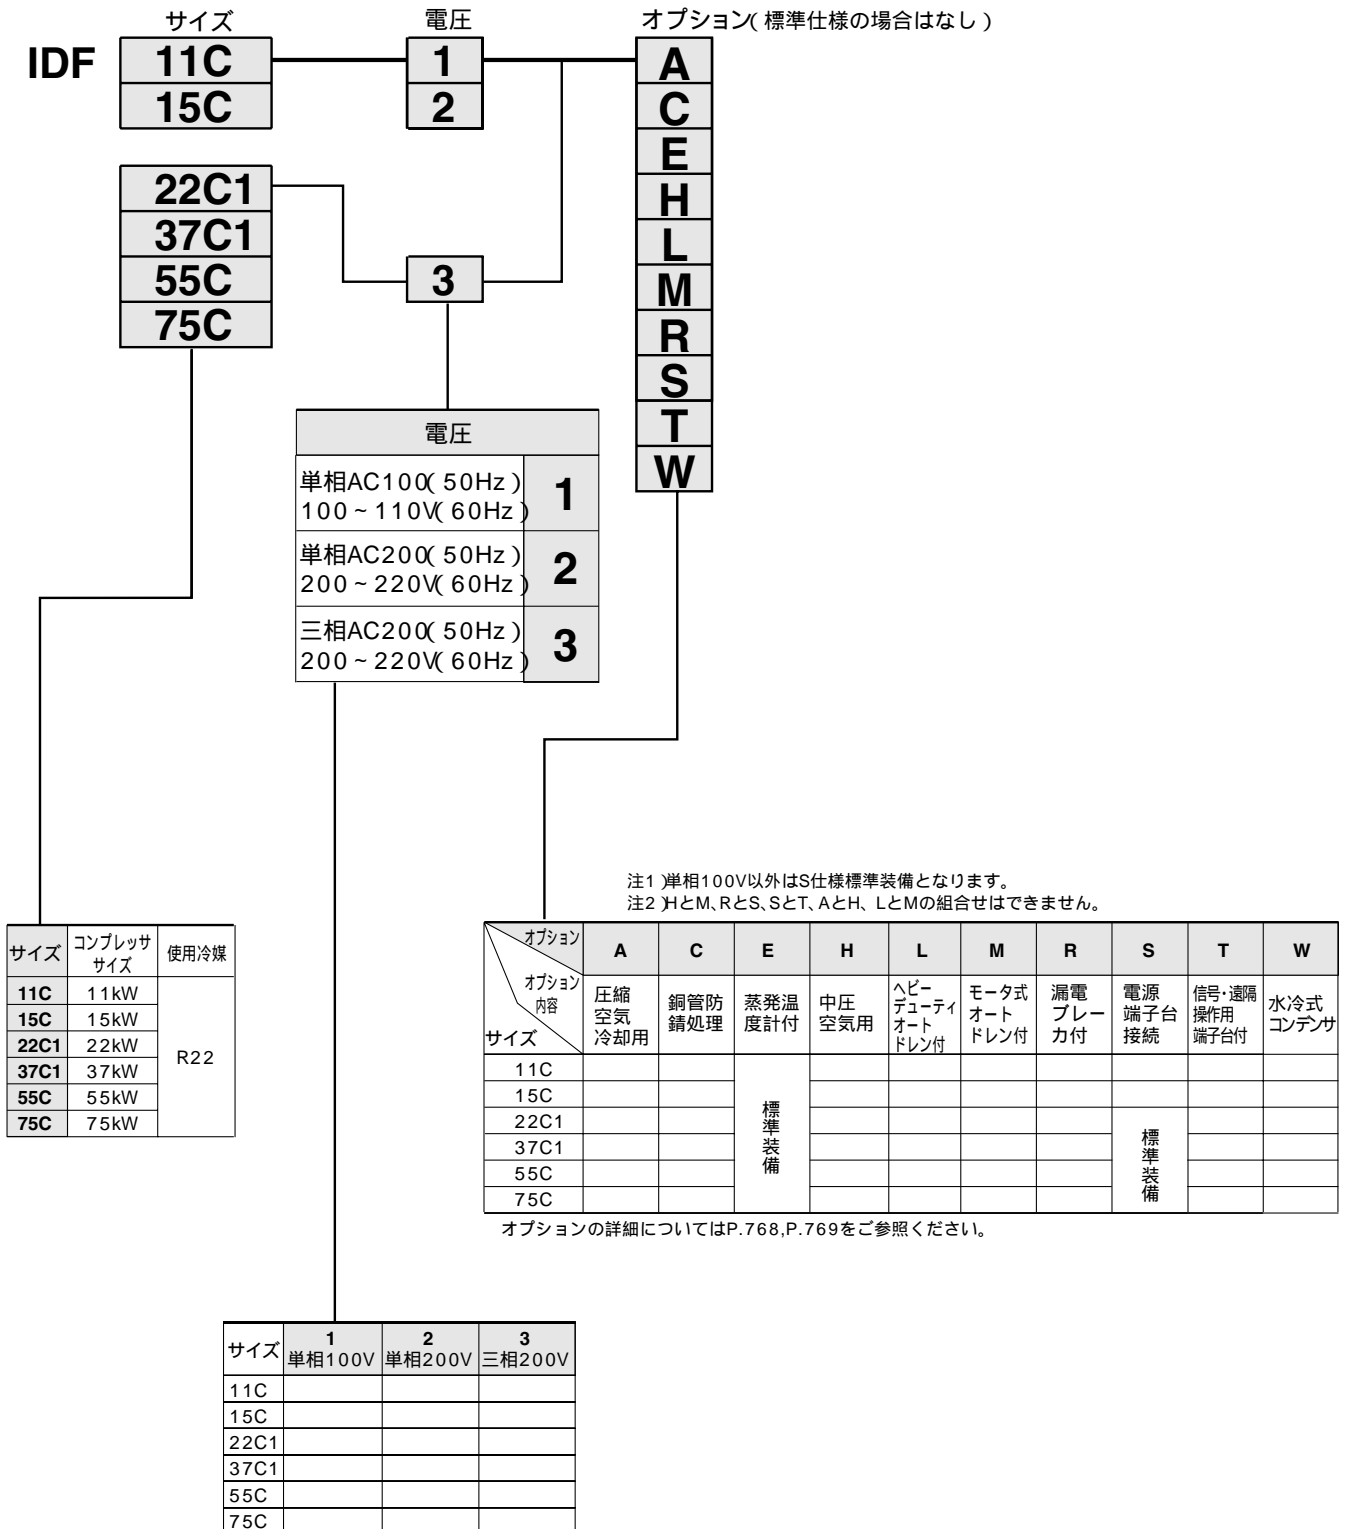 サイズ 電圧 オプション(標準仕様の場合はなし)
IDF 11C 1 A
15C 2 C
E
22C1 H
37C1 L
55C 3 M
75C R
S
T
W
電圧
単相AC100(50Hz)
100~110V(60Hz) 1
単相AC200(50Hz)
200~220V(60Hz) 2
三相AC200(50Hz)
200~220V(60Hz) 3
注1)単相100V以外はS仕様標準装備となります。
注2)HとM、RとS、SとT、AとH、LとMの組合せはできません。
サイズ コンプレッササイズ 使用冷媒
11C 11kW
15C 15kW
22C1 22kW
37C1 37kW
55C 55kW
75C 75kW
R22
オプション A C E H L M R S T W
オプション内容
サイズ
圧縮空気冷却用
銅管防錆処理
蒸発温度計付
中圧空気用
ヘビーデューティオートドレン付
モータ式オートドレン付
漏電ブレーカ付
電源端子台接続
信号・遠隔操作用端子台付
水冷式コンデンサ
11C
15C
22C1
37C1
55C
75C
標準装備
標準装備
オプションの詳細についてはP.768,P.769をご参照ください。
サイズ 1 2 3
単相100V 単相200V 三相200V
11C
15C
22C1
37C1
55C
75C